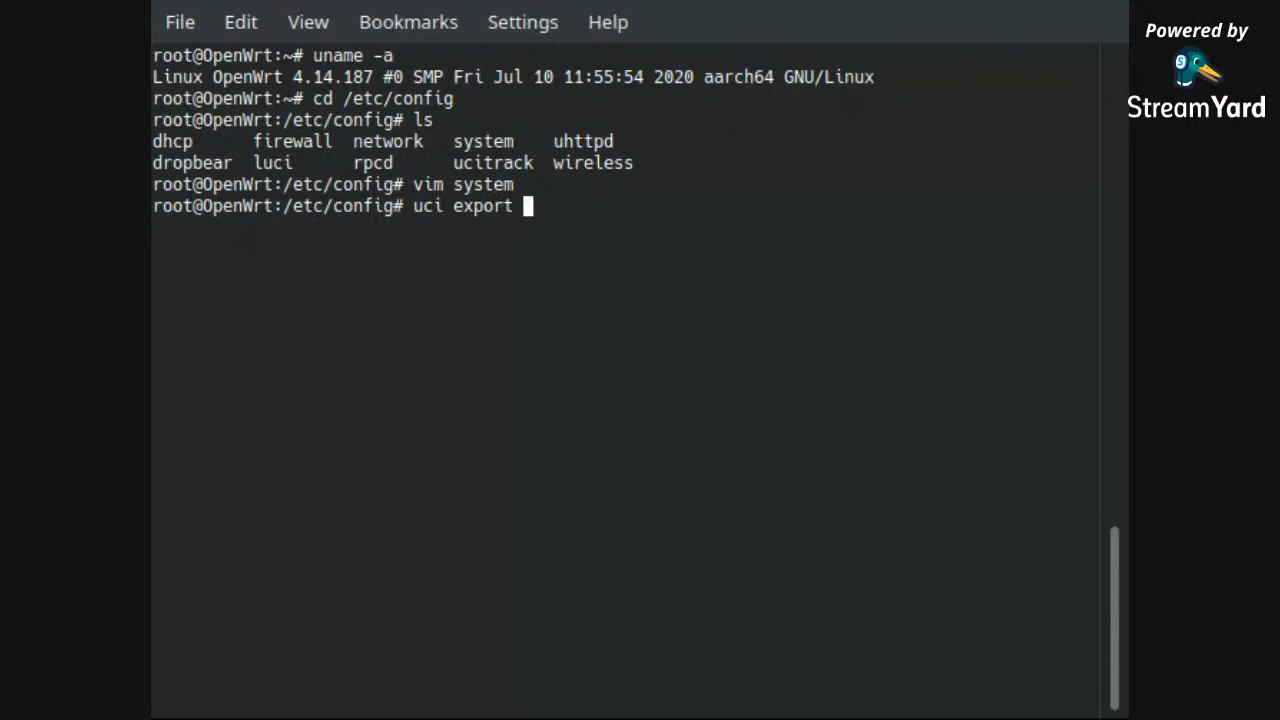 File Edit View Bookmarks Settings Help
Powered by
StreamYard
root@OpenWrt:~# uname -a
Linux OpenWrt 4.14.187 #0 SMP Fri Jul 10 11:55:54 2020 aarch64 GNU/Linux
root@OpenWrt:~# cd /etc/config
root@OpenWrt:/etc/config# ls
dhcp firewall network system uhttpd
dropbear luci rpcd ucitrack wireless
root@OpenWrt:/etc/config# vim system
root@OpenWrt:/etc/config# uci export